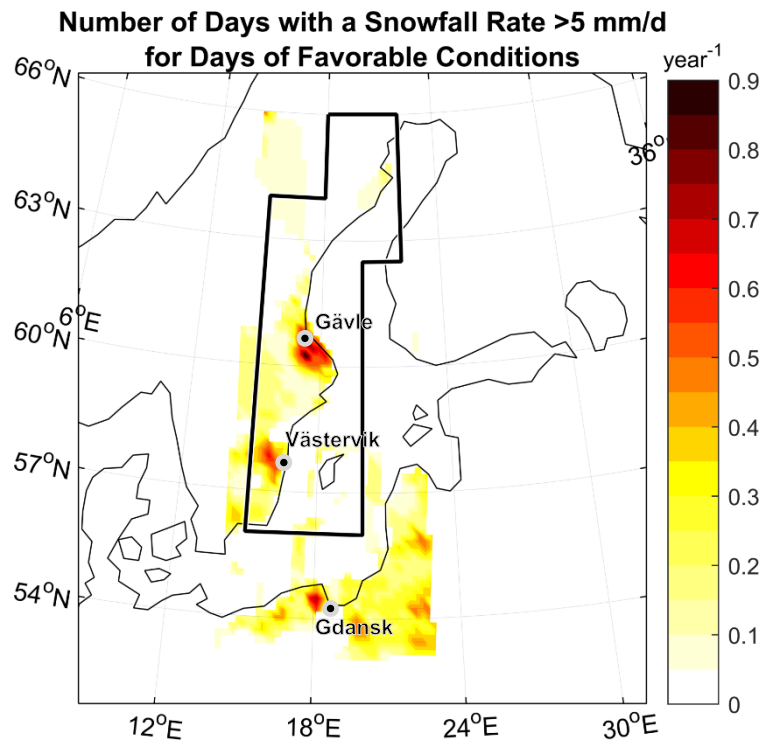 Number of Days with a Snowfall Rate >5 mm/d
for Days of Favorable Conditions
year⁻¹
66°N
63°N
6°E
60°N
57°N
54°N
12°E
18°E
24°E
30°E
36°
Gävle
Västervik
Gdansk
0.9
0.8
0.7
0.6
0.5
0.4
0.3
0.2
0.1
0